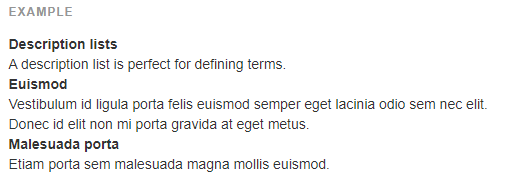 EXAMPLE
Description lists
A description list is perfect for defining terms.
Euismod
Vestibulum id ligula porta felis euismod semper eget lacinia odio sem nec elit.
Donec id elit non mi porta gravida at eget metus.
Malesuada porta
Etiam porta sem malesuada magna mollis euismod.